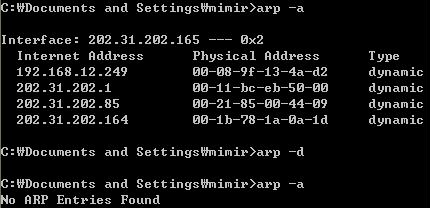 C:₩Documents and Settings₩mimir>arp -a
Interface: 202.31.202.165 --- 0x2
Internet Address Physical Address Type
192.168.12.249 00-08-9f-13-4a-d2 dynamic
202.31.202.1 00-11-bc-eb-50-00 dynamic
202.31.202.85 00-21-85-00-44-09 dynamic
202.31.202.164 00-1b-78-1a-0a-1d dynamic
C:₩Documents and Settings₩mimir>arp -d
C:₩Documents and Settings₩mimir>arp -a
No ARP Entries Found